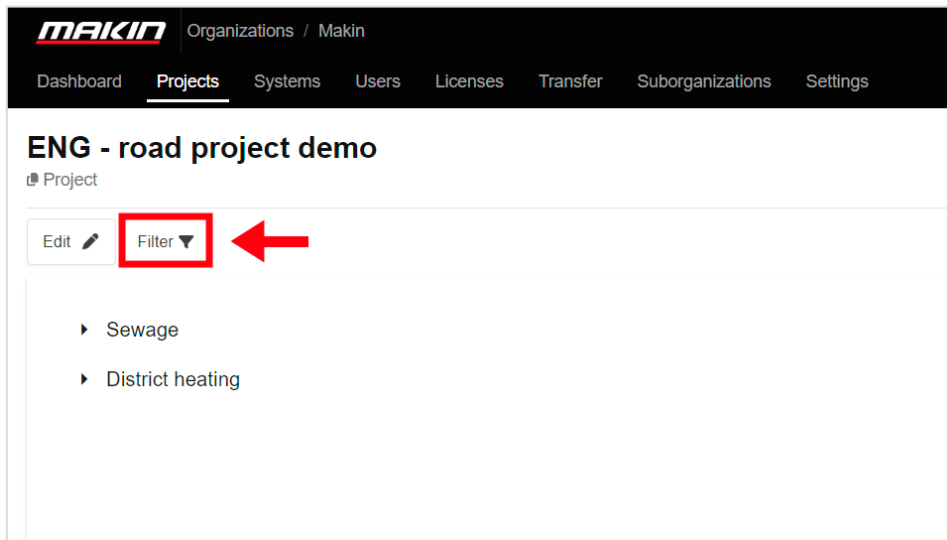 MAKIN Organizations / Makin
Dashboard Projects Systems Users Licenses Transfer Suborganizations Settings
ENG - road project demo
Project
Edit Filter
Sewage
District heating